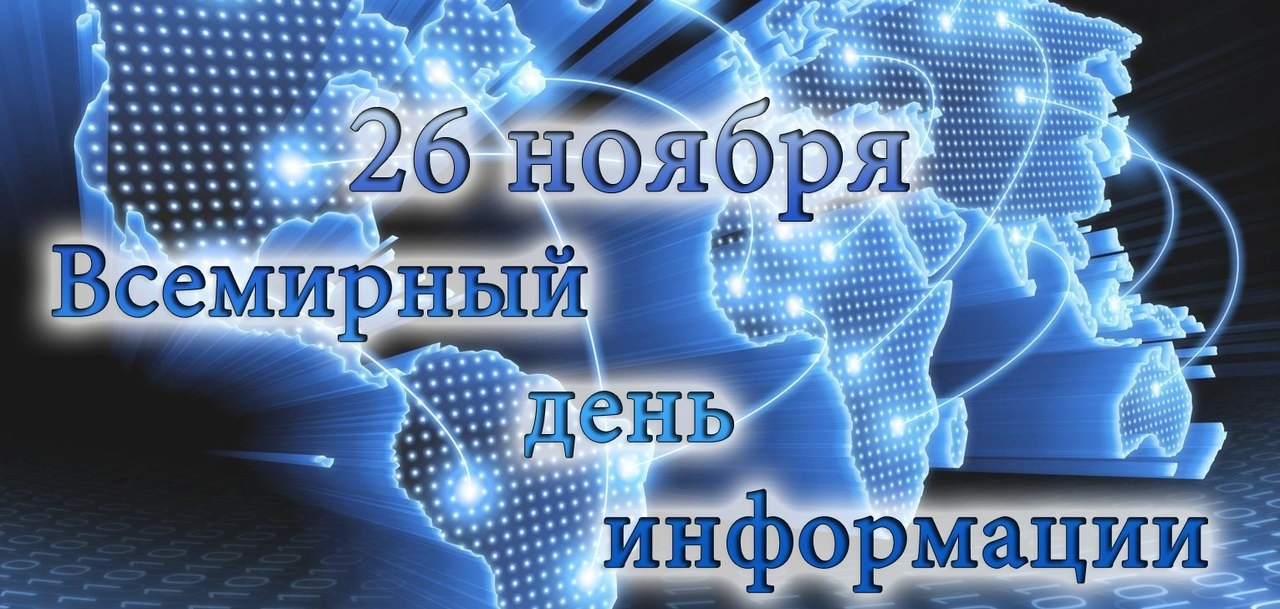 26 ноября
Всемирный
день
информации